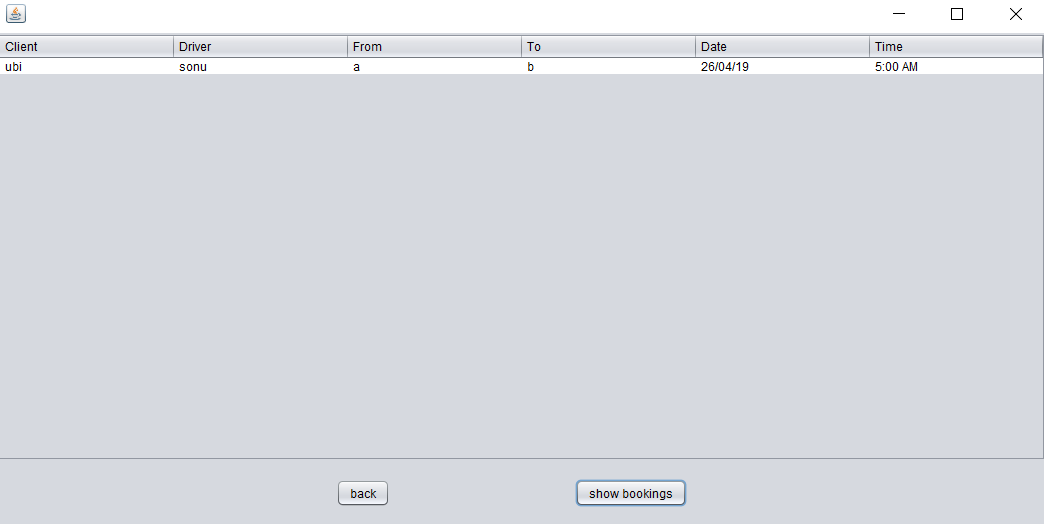 Client Driver From To Date Time
ubi sonu a b 26/04/19 5:00 AM
back show bookings